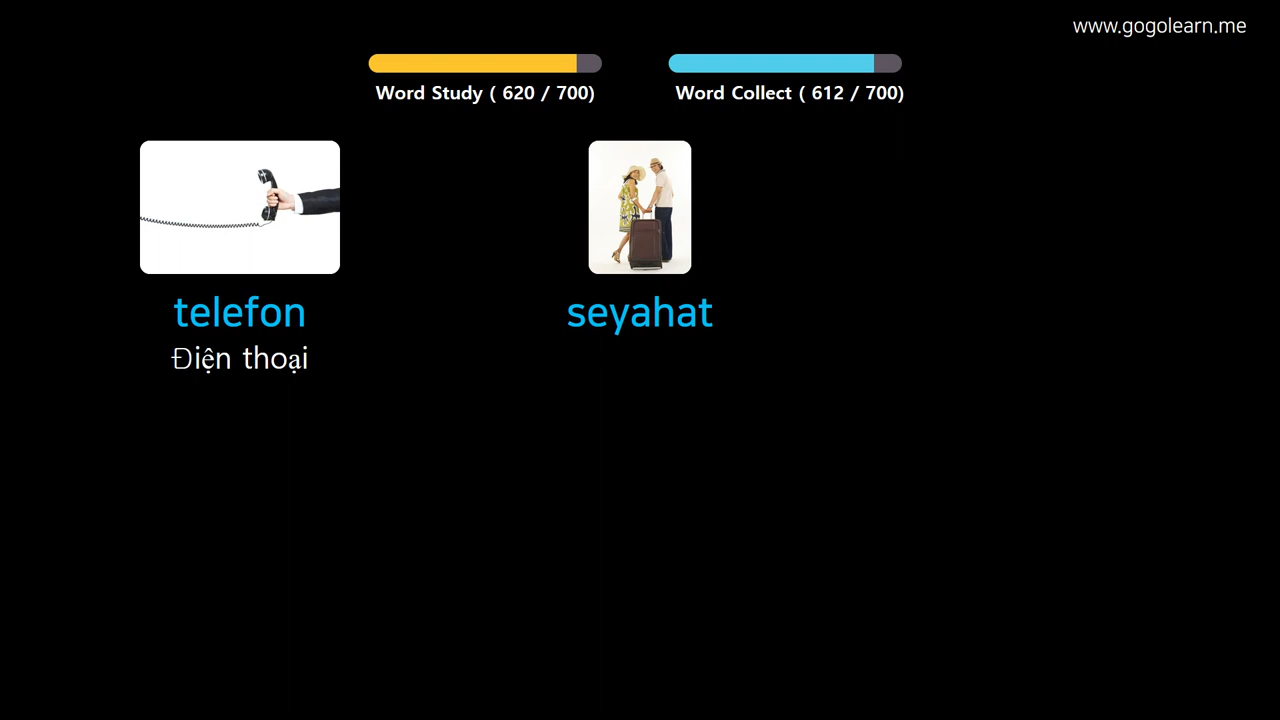 www.gogolearn.me
Word Study ( 620 / 700)
Word Collect ( 612 / 700)
telefon
Điện thoại
seyahat